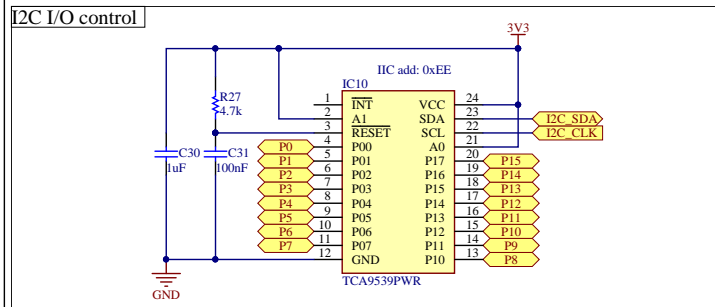 I2C I/O control
3V3
IIC add: 0xEE
IC10
R27
4.7k
C30
1uF
C31
100nF
1 INT VCC 24
2 A1 SDA 23 I2C_SDA
3 RESET SCL 22 I2C_CLK
P0 4 P00 A0 21
P1 5 P01 P17 20 P15
P2 6 P02 P16 19 P14
P3 7 P03 P15 18 P13
P4 8 P04 P14 17 P12
P5 9 P05 P13 16 P11
P6 10 P06 P12 15 P10
P7 11 P07 P11 14 P9
12 GND P10 13 P8
TCA9539PWR
GND